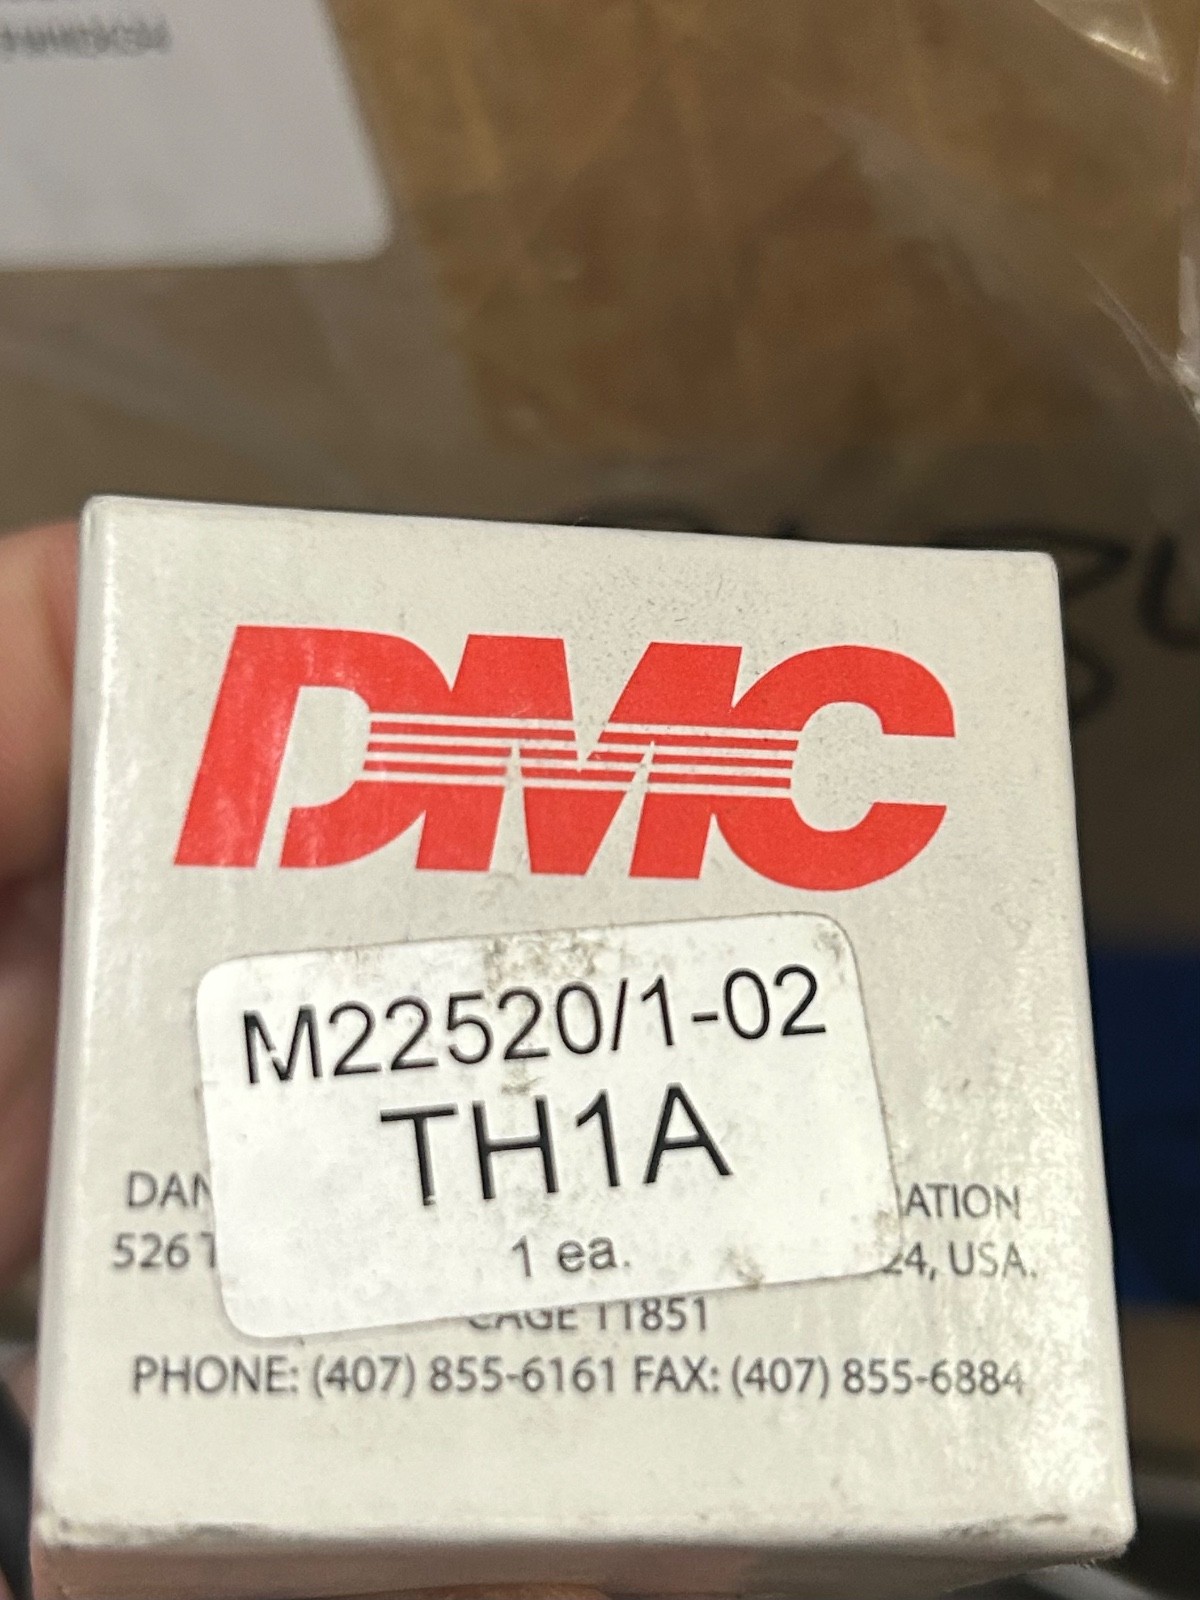 DMC
M22520/1-02
TH1A
1 ea.
DAN ATION
526 T 24, USA.
CAGE 11851
PHONE: (407) 855-6161 FAX: (407) 855-6884